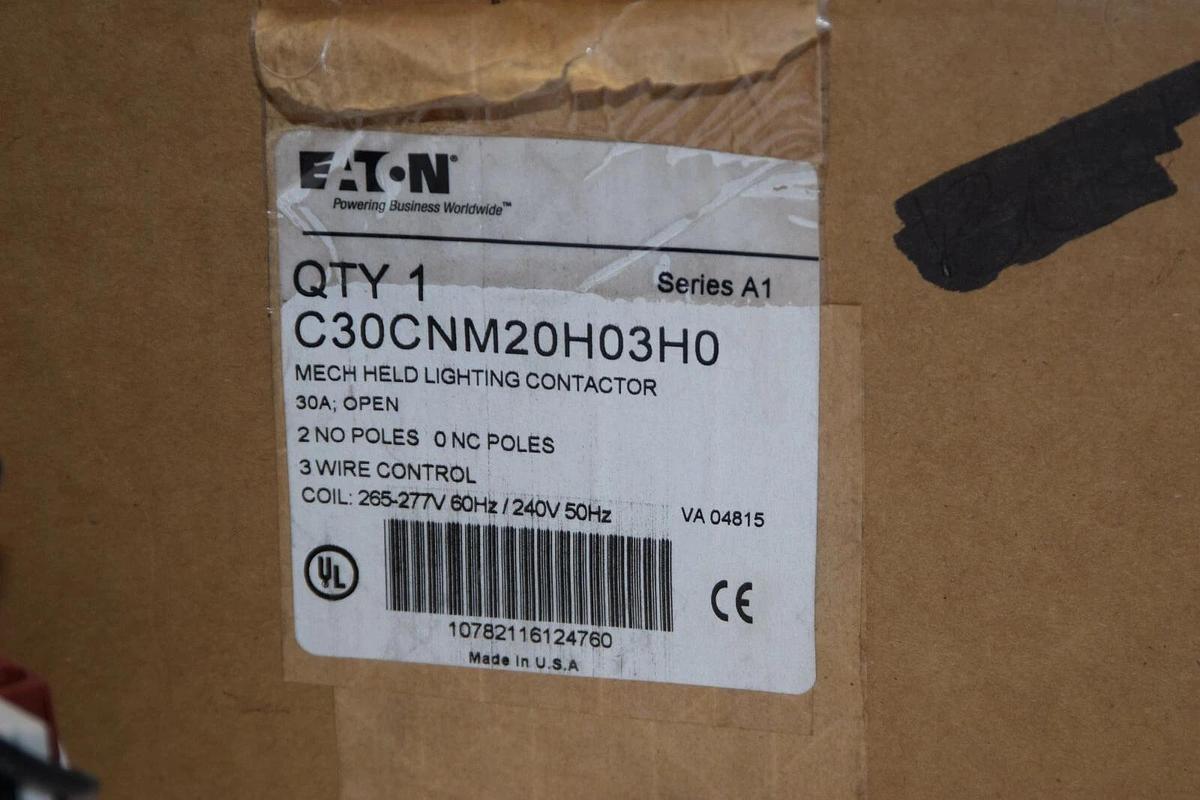 EATON®
Powering Business Worldwide™
QTY 1 Series A1
C30CNM20H03H0
MECH HELD LIGHTING CONTACTOR
30A; OPEN
2 NO POLES 0 NC POLES
3 WIRE CONTROL
COIL: 265-277V 60Hz / 240V 50Hz VA 04815
UL CE
10782116124760
Made in U.S.A